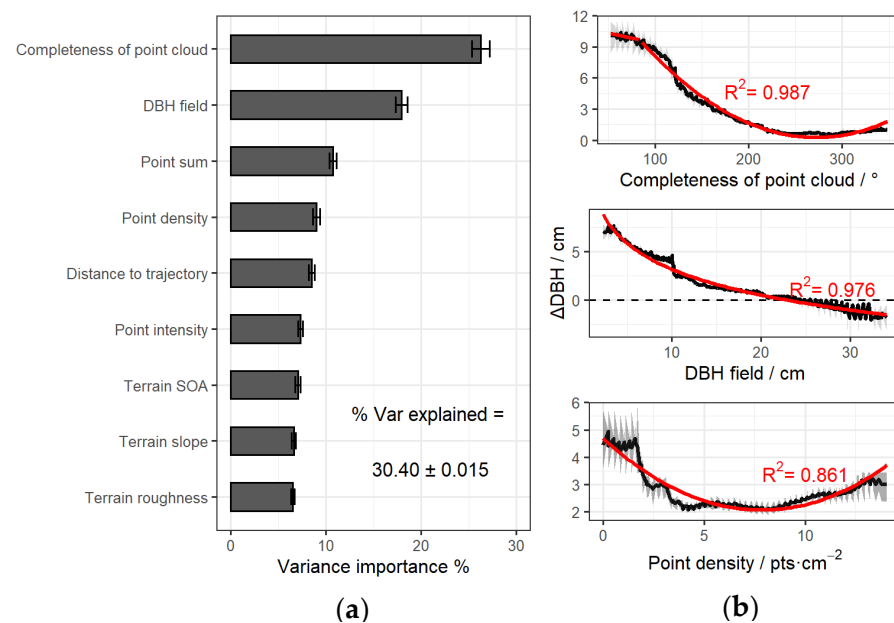 Completeness of point cloud
DBH field
Point sum
Point density
Distance to trajectory
Point intensity
Terrain SOA
Terrain slope
Terrain roughness
% Var explained =
30.40 ± 0.015
0 10 20 30
Variance importance %
(a)
12
9
6
3
0
R²= 0.987
100 200 300
Completeness of point cloud / °
ΔDBH / cm
5
0
R²= 0.976
10 20 30
DBH field / cm
6
5
4
3
2
R²= 0.861
0 5 10
Point density / pts·cm⁻²
(b)